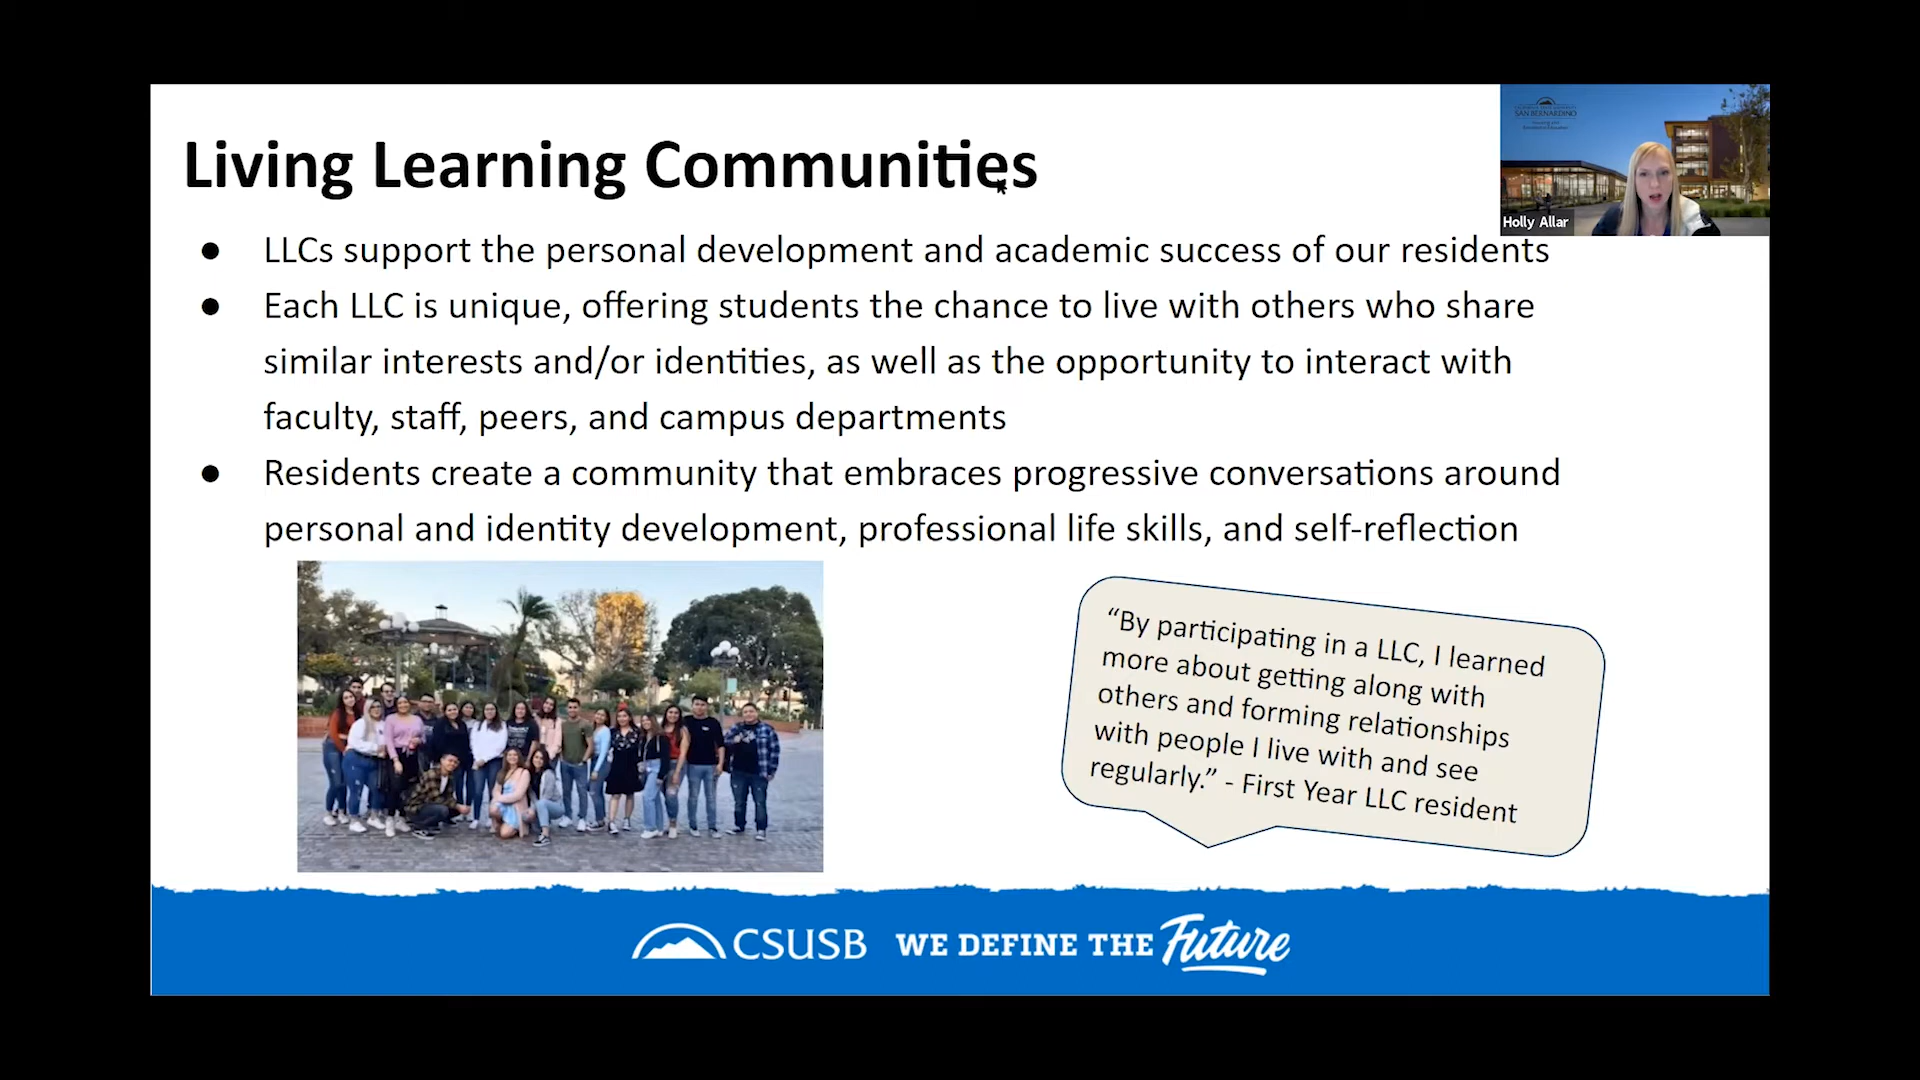 Living Learning Communities
SAN BERNARDINO
Holly Allar
● LLCs support the personal development and academic success of our residents
● Each LLC is unique, offering students the chance to live with others who share
similar interests and/or identities, as well as the opportunity to interact with
faculty, staff, peers, and campus departments
● Residents create a community that embraces progressive conversations around
personal and identity development, professional life skills, and self-reflection
“By participating in a LLC, I learned
more about getting along with
others and forming relationships
with people I live with and see
regularly.” - First Year LLC resident
CSUSB WE DEFINE THE Future